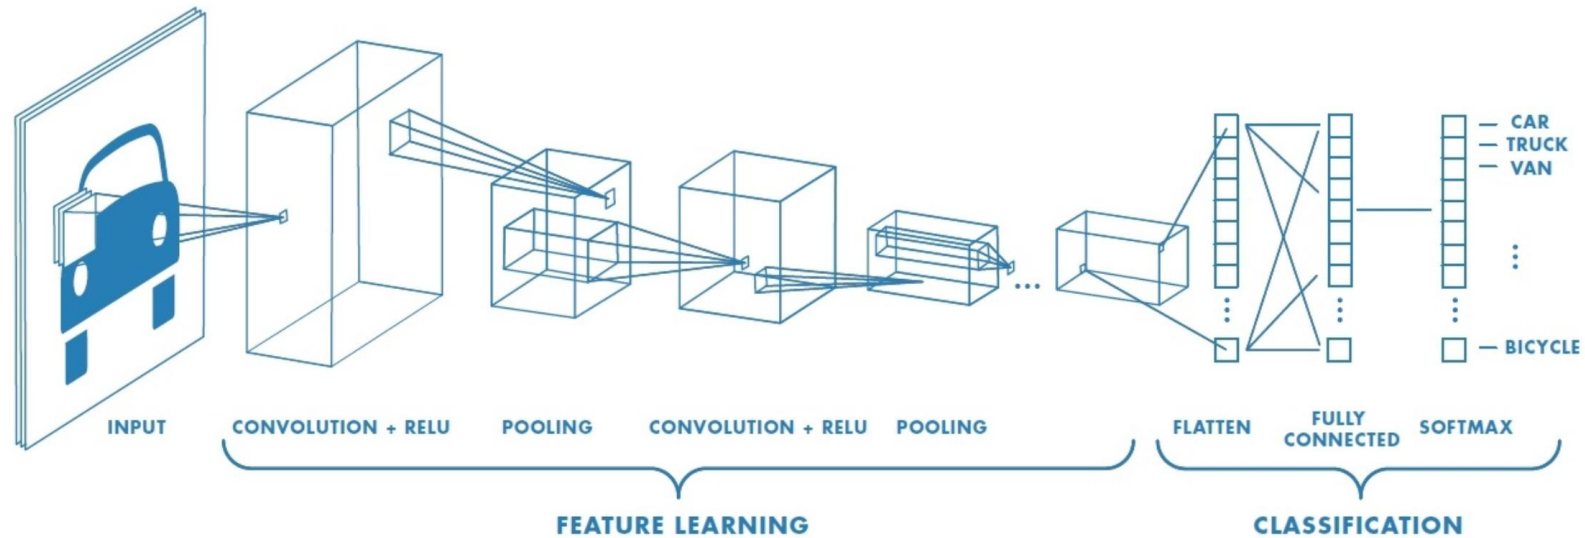 CAR
TRUCK
VAN
BICYCLE
INPUT
CONVOLUTION + RELU
POOLING
CONVOLUTION + RELU
POOLING
FLATTEN
FULLY
CONNECTED
SOFTMAX
FEATURE LEARNING
CLASSIFICATION